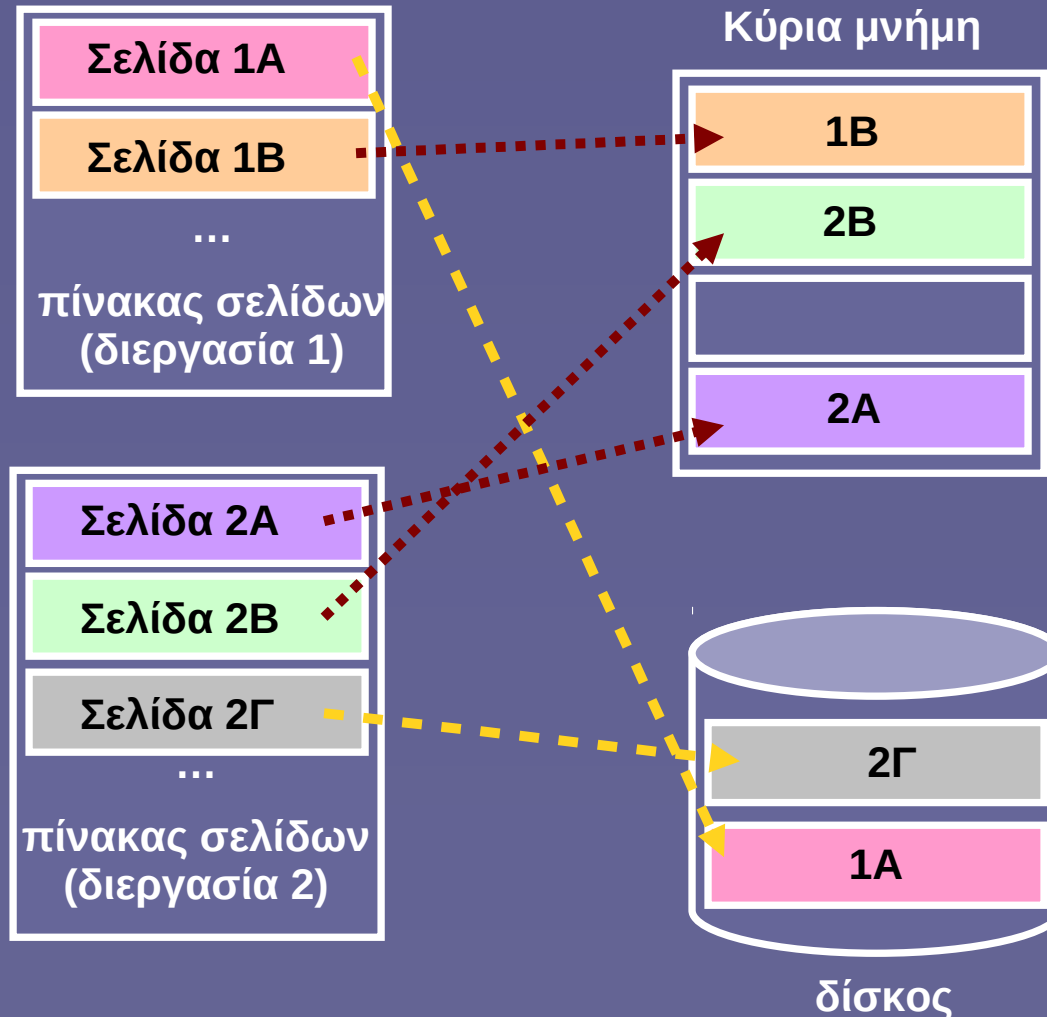 Σελίδα 1Α
Σελίδα 1Β
...
πίνακας σελίδων
(διεργασία 1)
Σελίδα 2Α
Σελίδα 2Β
Σελίδα 2Γ
...
πίνακας σελίδων
(διεργασία 2)
Κύρια μνήμη
1Β
2Β
2Α
2Γ
1Α
δίσκος